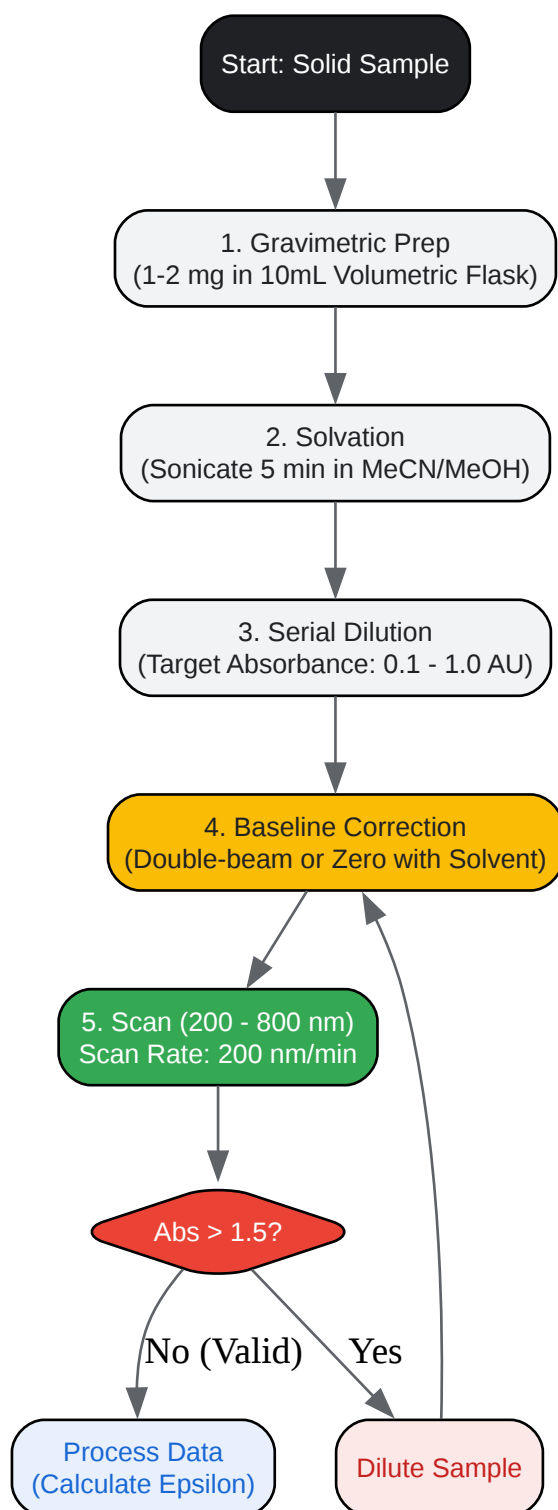 Start: Solid Sample
1. Gravimetric Prep
(1-2 mg in 10mL Volumetric Flask)
2. Solvation
(Sonicate 5 min in MeCN/MeOH)
3. Serial Dilution
(Target Absorbance: 0.1 - 1.0 AU)
4. Baseline Correction
(Double-beam or Zero with Solvent)
5. Scan (200 - 800 nm)
Scan Rate: 200 nm/min
Abs > 1.5?
No (Valid)
Yes
Process Data
(Calculate Epsilon)
Dilute Sample